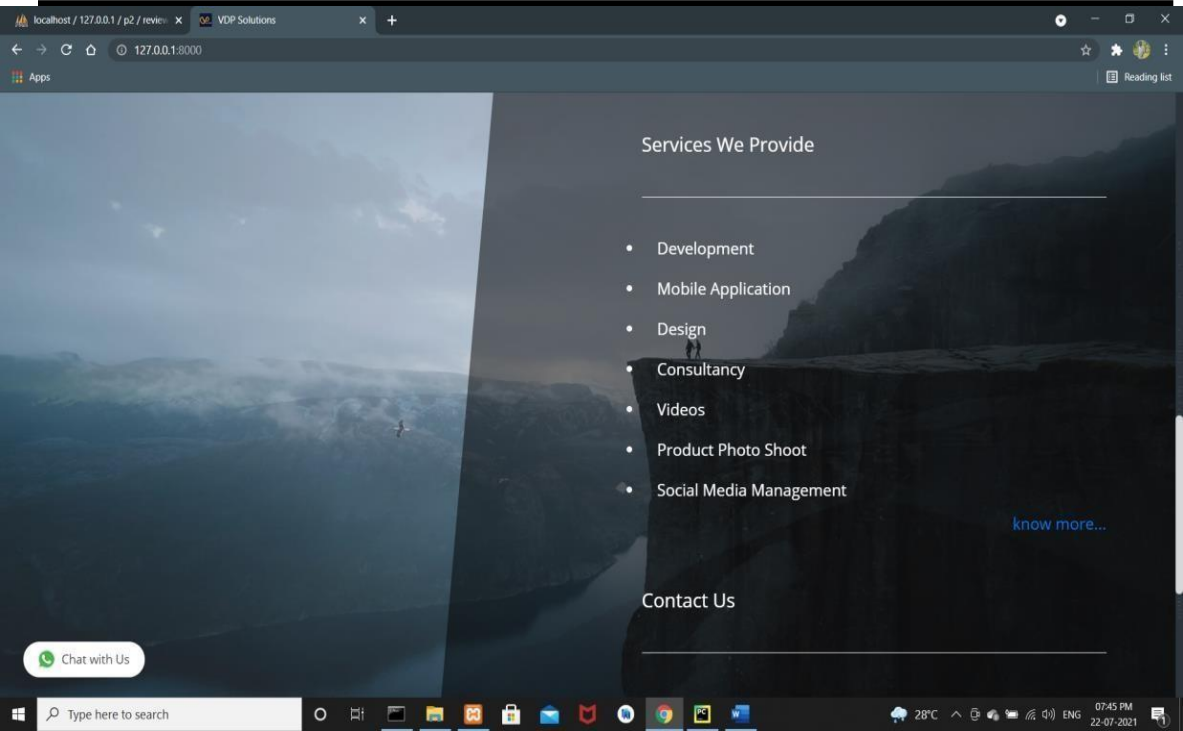 localhost / 127.0.0.1 / p2 / review
VDP Solutions
127.0.0.1:8000
Apps
Reading list
Services We Provide
• Development
• Mobile Application
• Design
• Consultancy
• Videos
• Product Photo Shoot
• Social Media Management
know more...
Contact Us
Chat with Us
Type here to search
PC
W
28°C
ENG
07:45 PM
22-07-2021
1